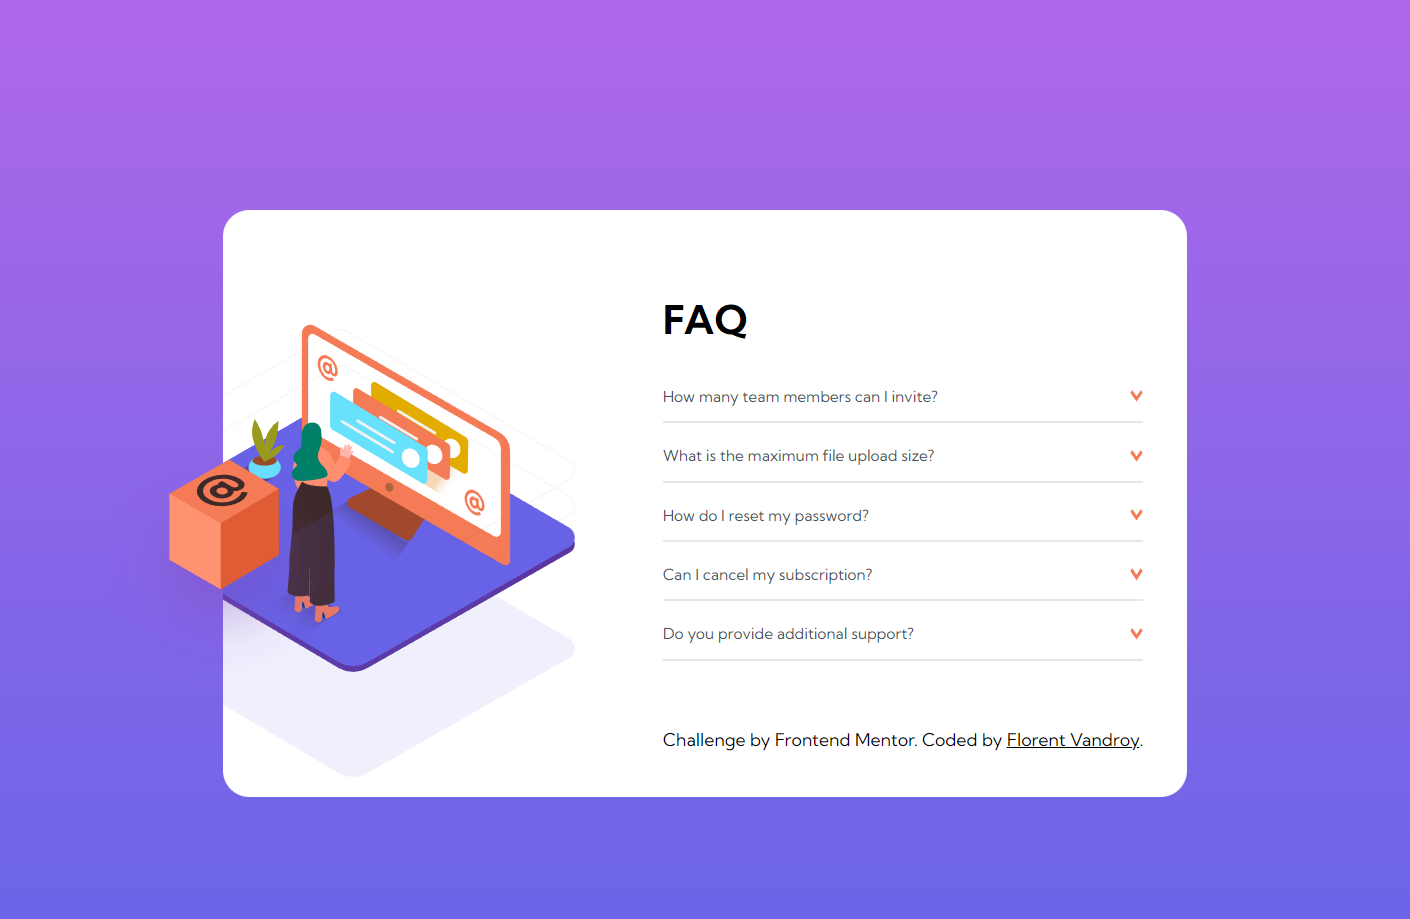 @
@
@
FAQ
How many team members can I invite?
What is the maximum file upload size?
How do I reset my password?
Can I cancel my subscription?
Do you provide additional support?
Challenge by Frontend Mentor. Coded by Florent Vandroy.